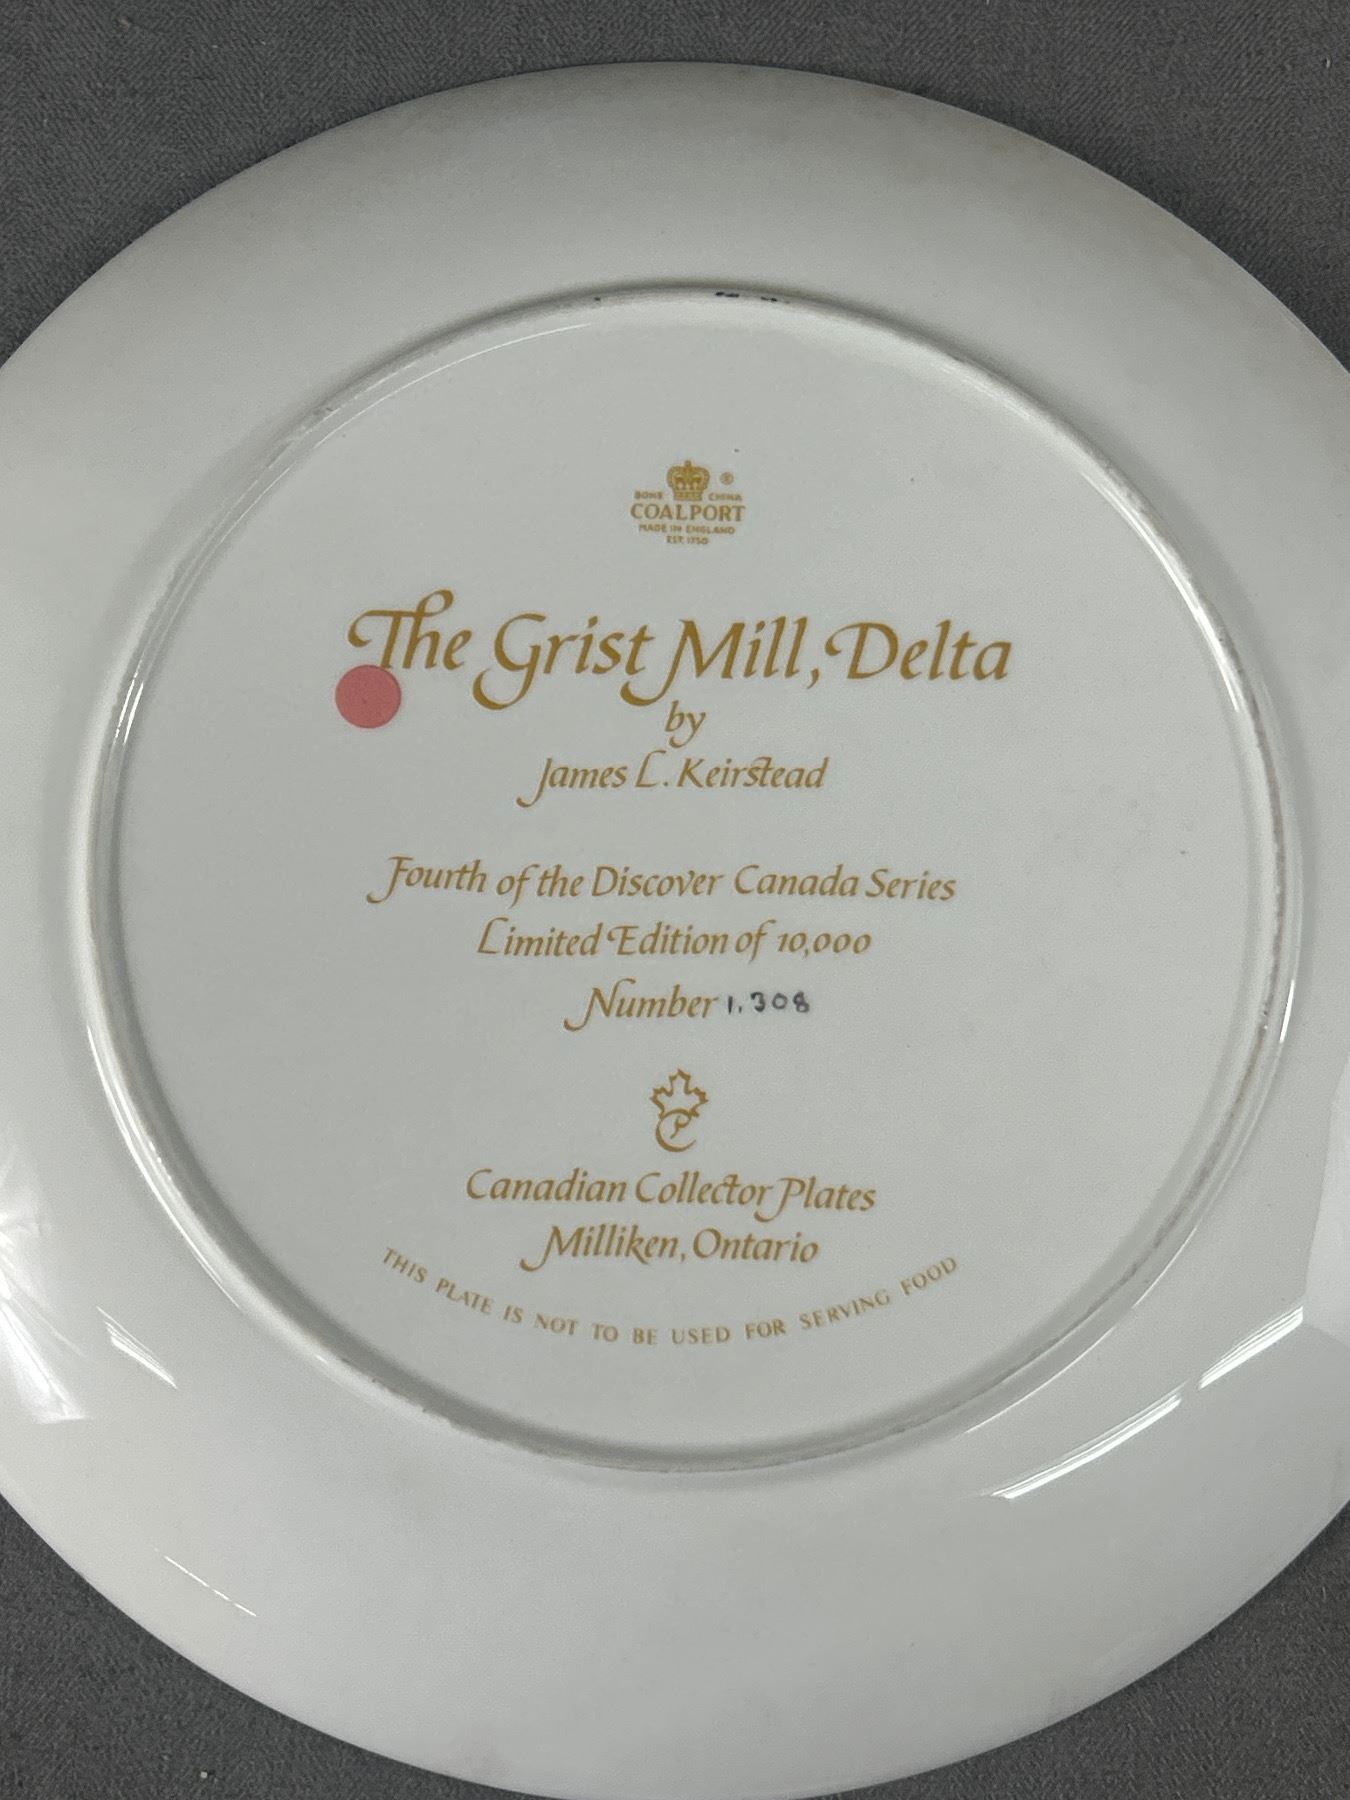 BONE CHINA ®
COALPORT
MADE IN ENGLAND
EST. 1750
The Grist Mill, Delta
by
James L. Keirstead
Fourth of the Discover Canada Series
Limited Edition of 10,000
Number 1,308
Canadian Collector Plates
Milliken, Ontario
THIS PLATE IS NOT TO BE USED FOR SERVING FOOD